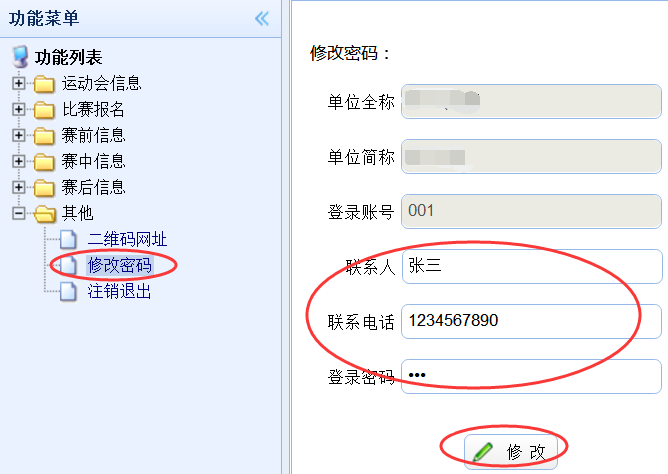 功能菜单
功能列表
运动会信息
比赛报名
赛前信息
赛中信息
赛后信息
其他
二维码网址
修改密码
注销退出
修改密码：
单位全称
单位简称
登录账号 001
联系人 张三
联系电话 1234567890
登录密码 •••
修 改